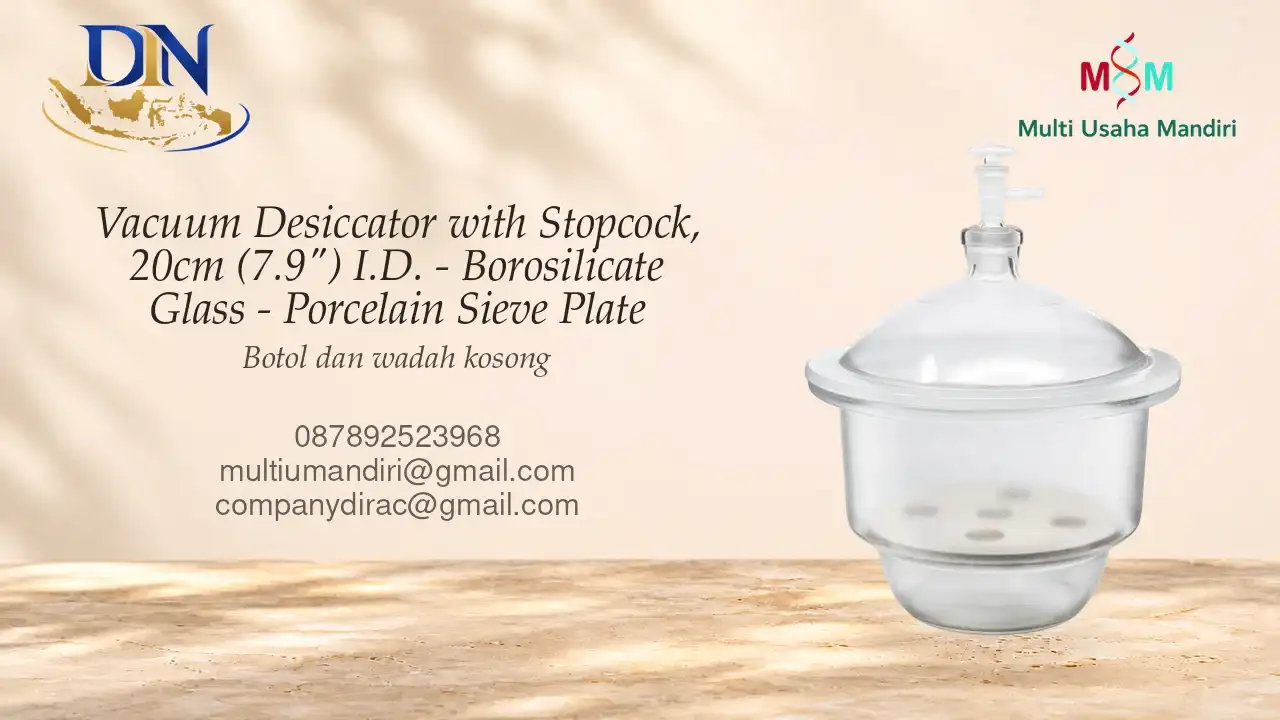 DN
M M
Multi Usaha Mandiri
Vacuum Desiccator with Stopcock,
20cm (7.9") I.D. - Borosilicate
Glass - Porcelain Sieve Plate
Botol dan wadah kosong
087892523968
multiumandiri@gmail.com
companydirac@gmail.com